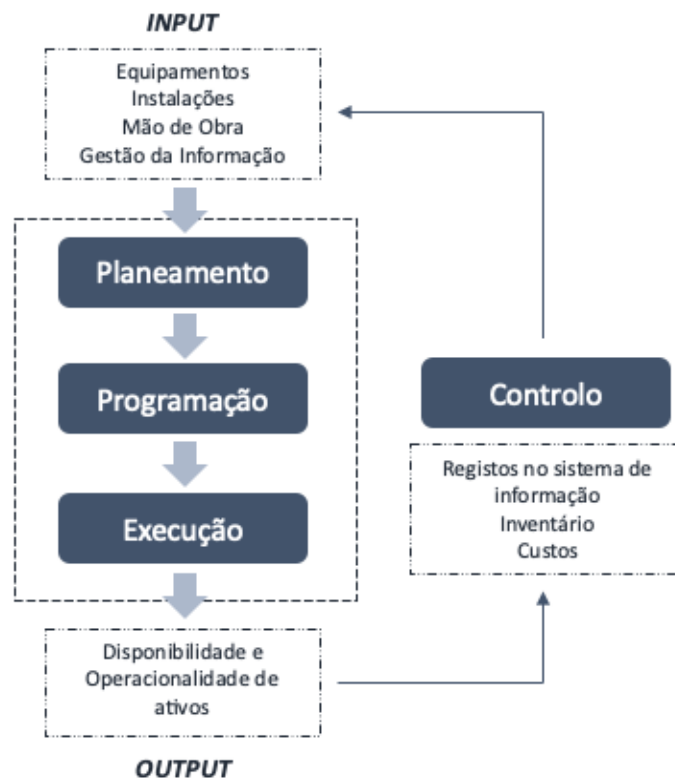 INPUT
Equipamentos
Instalações
Mão de Obra
Gestão da Informação
Planeamento
Programação
Execução
Disponibilidade e
Operacionalidade de
ativos
OUTPUT
Controlo
Registos no sistema de
informação
Inventário
Custos